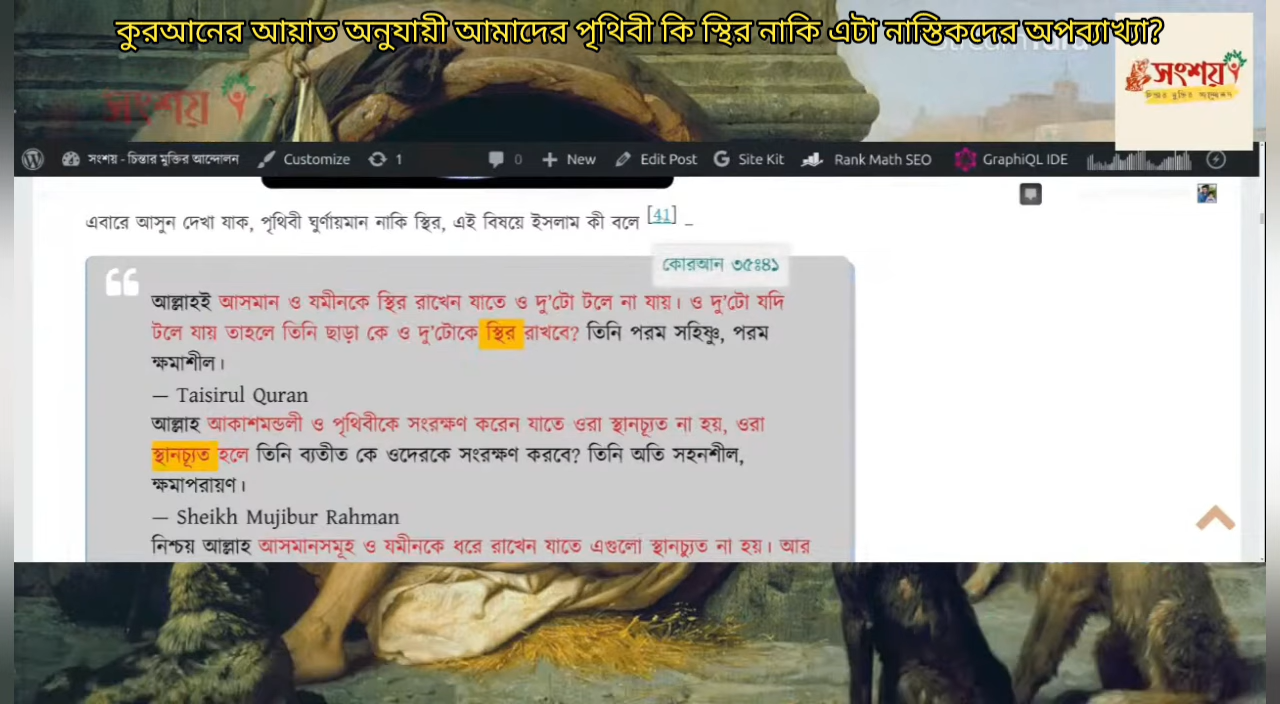 কুরআনের আয়াত অনুযায়ী আমাদের পৃথিবী কি স্থির নাকি এটা নাস্তিকদের অপব্যাখ্যা?
সংশয়
সংশয়
চিন্তার মুক্তির আন্দোলন
সংশয় - চিন্তার মুক্তির আন্দোলন Customize 1 0 New Edit Post Site Kit Rank Math SEO GraphiQL IDE
এবারে আসুন দেখা যাক, পৃথিবী ঘুর্ণায়মান নাকি স্থির, এই বিষয়ে ইসলাম কী বলে [41] –
কোরআন ৩৫ঃ৪১
আল্লাহই আসমান ও যমীনকে স্থির রাখেন যাতে ও দু'টো টলে না যায়। ও দু'টো যদি
টলে যায় তাহলে তিনি ছাড়া কে ও দু'টোকে স্থির রাখবে? তিনি পরম সহিষ্ণু, পরম
ক্ষমাশীল।
— Taisirul Quran
আল্লাহ আকাশমন্ডলী ও পৃথিবীকে সংরক্ষণ করেন যাতে ওরা স্থানচ্যূত না হয়, ওরা
স্থানচ্যূত হলে তিনি ব্যতীত কে ওদেরকে সংরক্ষণ করবে? তিনি অতি সহনশীল,
ক্ষমাপরায়ণ।
— Sheikh Mujibur Rahman
নিশ্চয় আল্লাহ আসমানসমূহ ও যমীনকে ধরে রাখেন যাতে এগুলো স্থানচ্যুত না হয়। আর